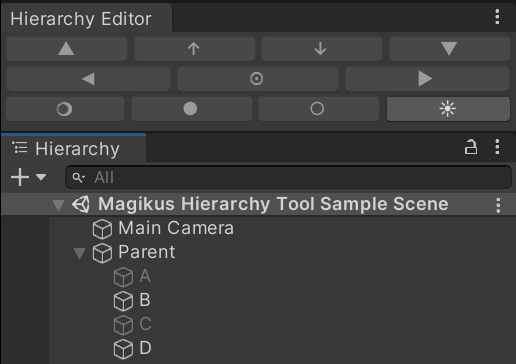 Hierarchy Editor
Hierarchy
All
Magikus Hierarchy Tool Sample Scene
Main Camera
Parent
A
B
C
D